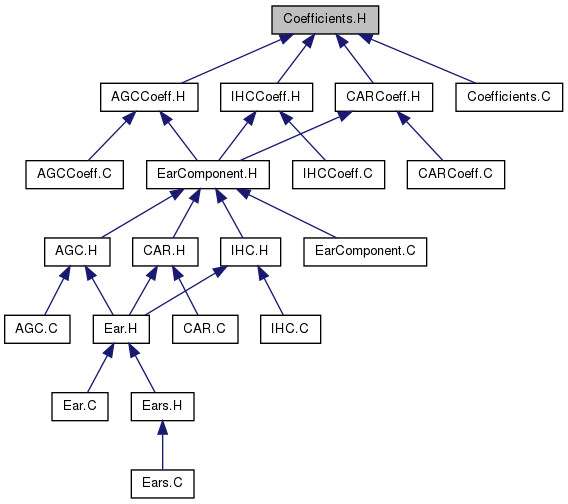 Coefficients.H
AGCCoeff.H
IHCCoeff.H
CARCoeff.H
Coefficients.C
AGCCoeff.C
EarComponent.H
IHCCoeff.C
CARCoeff.C
AGC.H
CAR.H
IHC.H
EarComponent.C
AGC.C
Ear.H
CAR.C
IHC.C
Ear.C
Ears.H
Ears.C